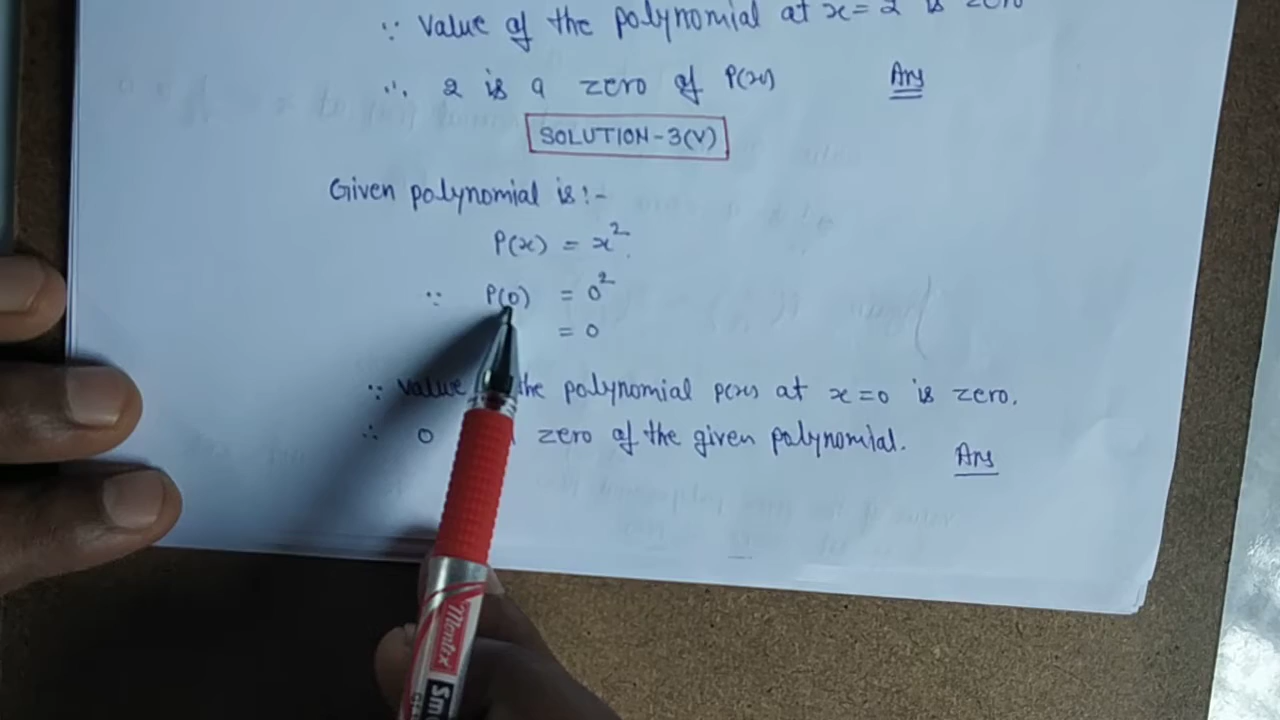 ∵ Value of the polynomial at x = 2 is zero
∴ 2 is a zero of P(x) Ans
SOLUTION-3(V)
Given polynomial is:-
P(x) = x²
∵ P(0) = 0²
= 0
∵ Value the polynomial p(x) at x=0 is zero.
∴ 0 zero of the given polynomial. Ans
Montex